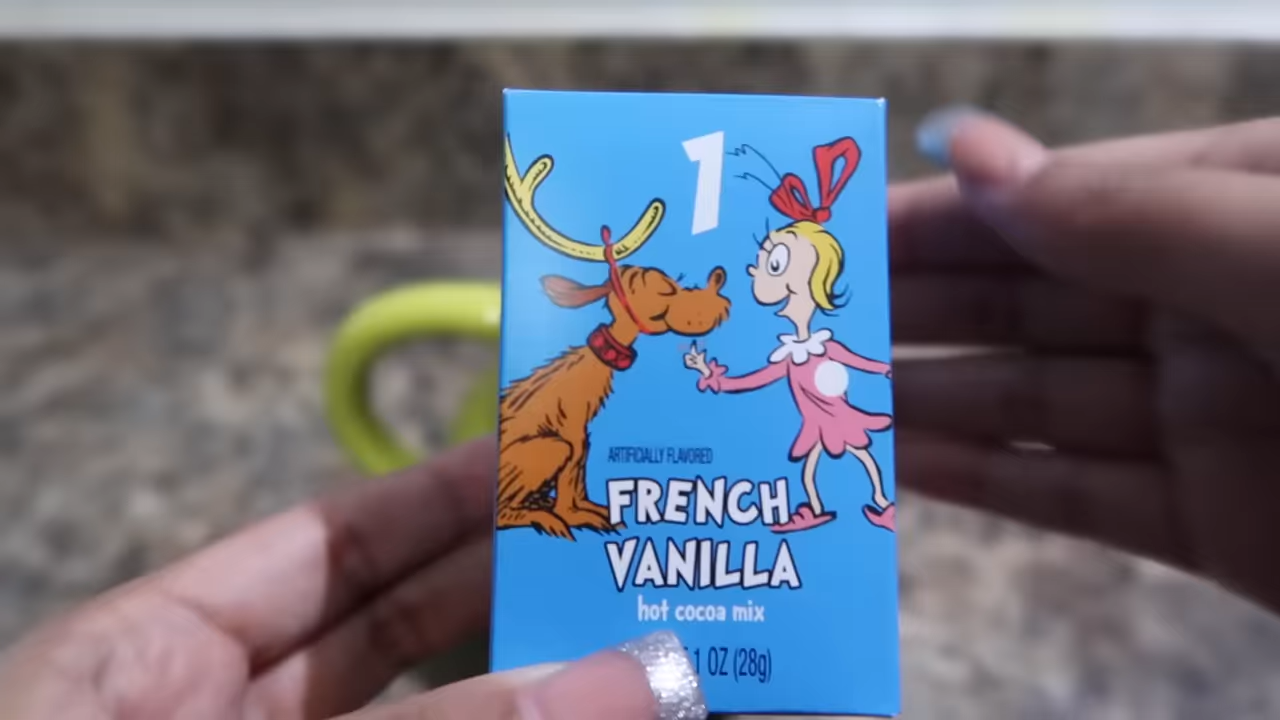 1
ARTIFICIALLY FLAVORED
FRENCH
VANILLA
hot cocoa mix
1 OZ (28g)